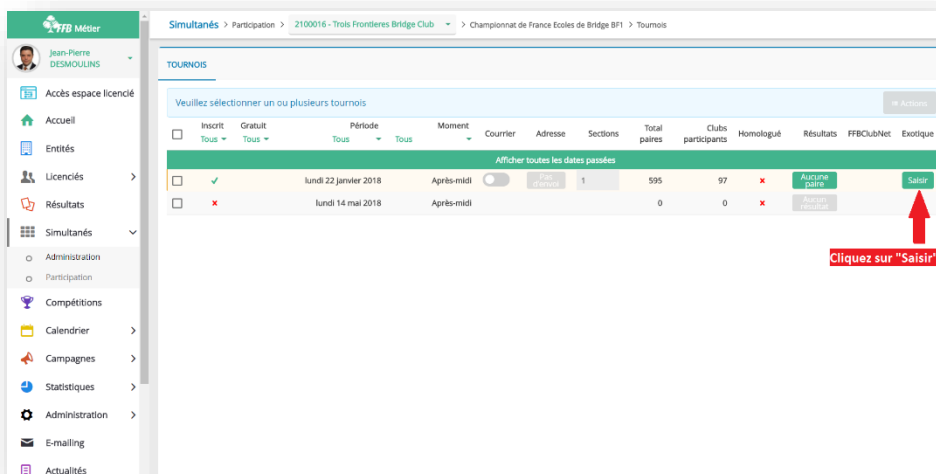 FFB Métier
Simultanés > Participation > 2100016 - Trois Frontieres Bridge Club > Championnat de France Ecoles de Bridge BF1 > Tournois
Jean-Pierre
DESMOULINS
Accès espace licencié
Accueil
Entités
Licenciés
Résultats
Simultanés
Administration
Participation
Compétitions
Calendrier
Campagnes
Statistiques
Administration
E-mailing
Actualités
TOURNOIS
Veuillez sélectionner un ou plusieurs tournois
Actions
Inscrit Gratuit Période Moment Courrier Adresse Sections Total paires Clubs participants Homologué Résultats FFBClubNet Exotique
Tous Tous Tous Tous
Afficher toutes les dates passées
lundi 22 janvier 2018 Après-midi Pas d'envoi 1 595 97 Aucune paire Saisir
lundi 14 mai 2018 Après-midi 0 0 Aucun résultat
Cliquez sur "Saisir"